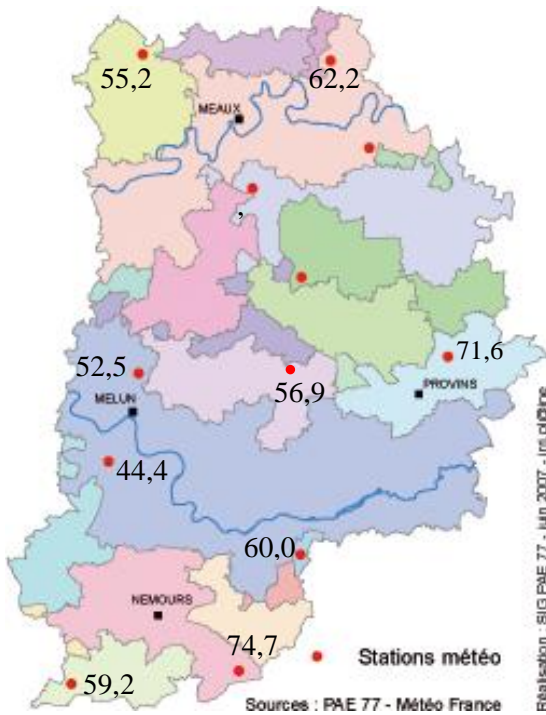 55,2
62,2
MEAUX
,
71,6
52,5
PROVINS
56,9
MELUN
44,4
60,0
NEMOURS
74,7
Stations météo
59,2
Sources : PAE 77 - Météo France
Réalisation : SIG PAE 77 - juin 2007 -